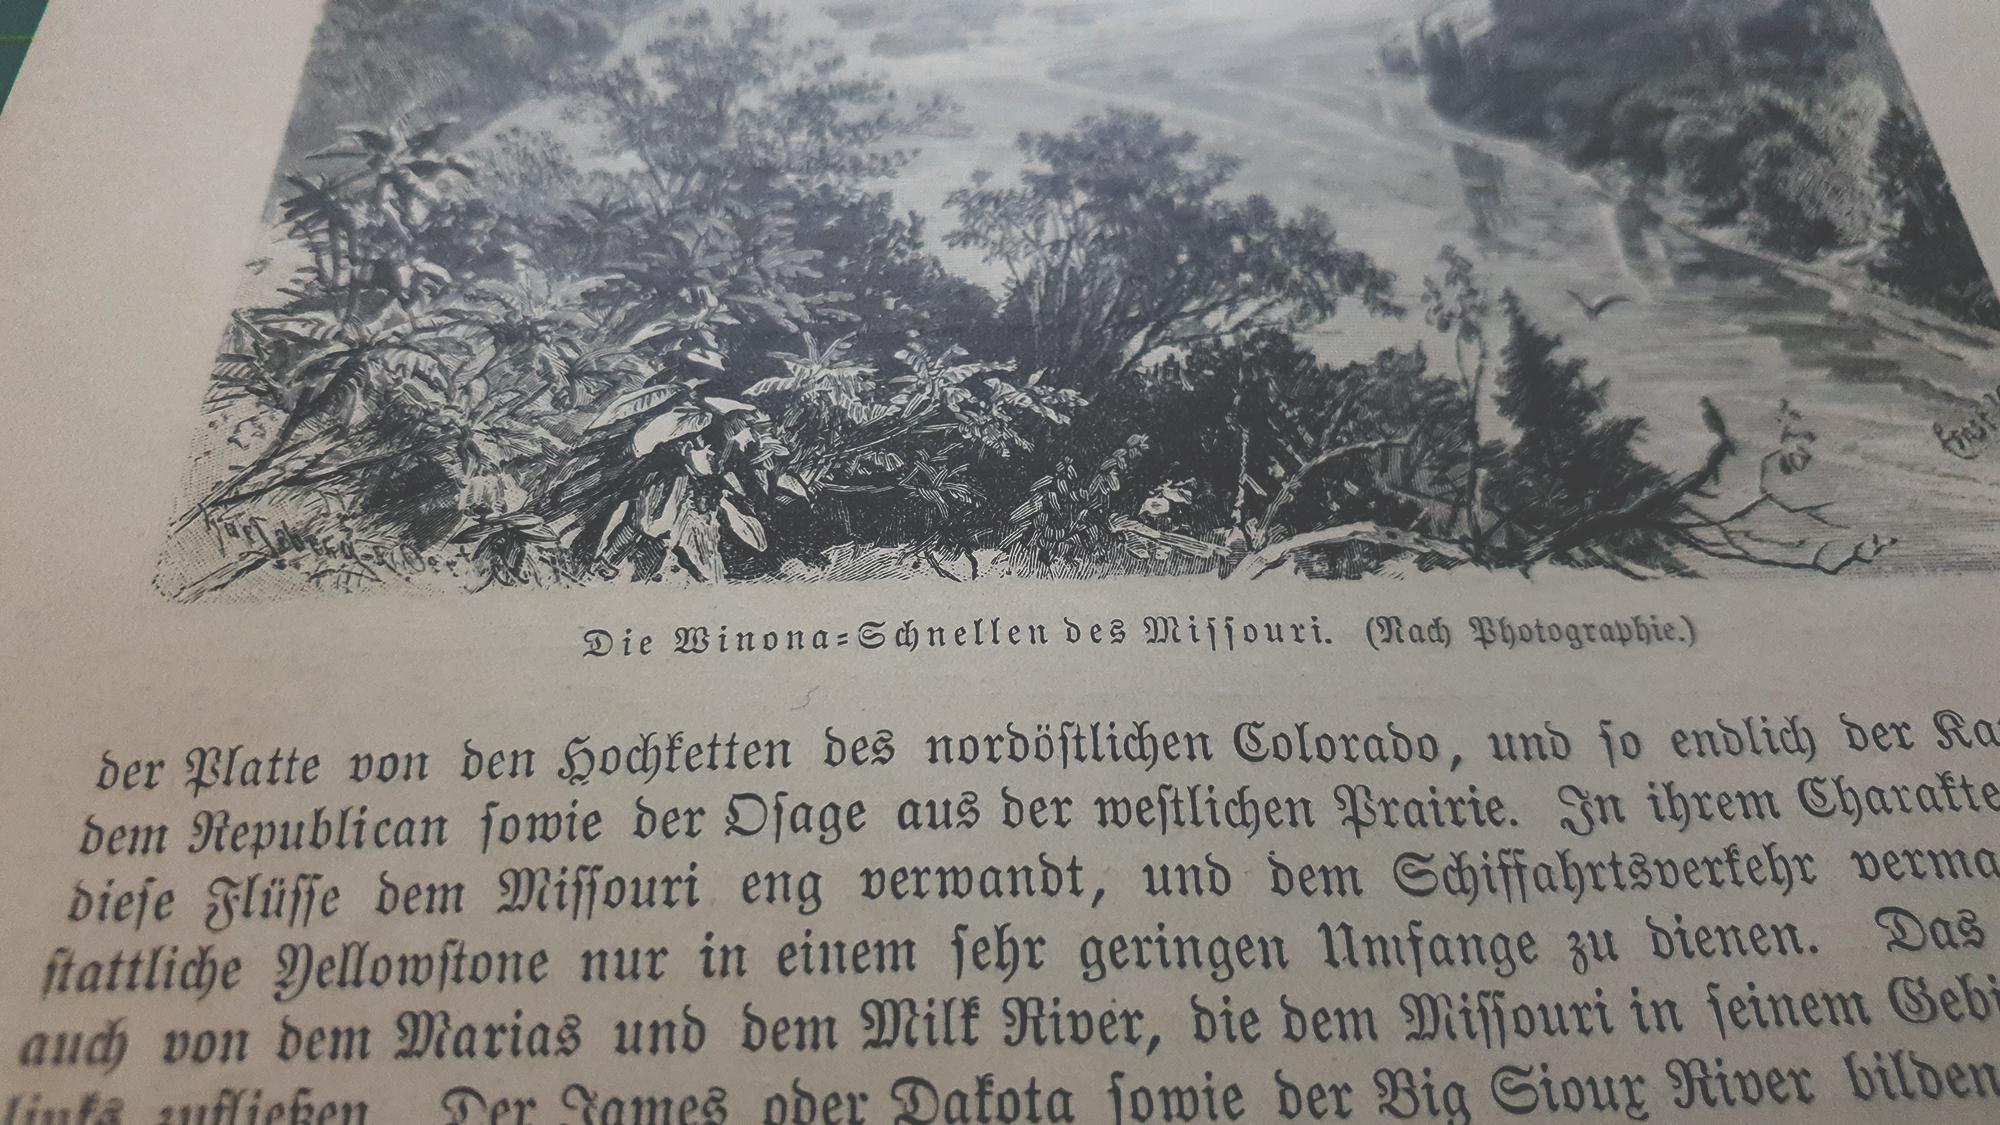 Die Winona-Schnellen des Missouri. (Nach Photographie.)
der Platte von den Hochketten des nordöstlichen Colorado, und so endlich der
dem Republican sowie der Osage aus der westlichen Prairie. In ihrem
diese Flüsse dem Missouri eng verwandt, und dem Schiffahrtsverkehr
stattliche Yellowstone nur in einem sehr geringen Umfange zu dienen. Das
auch von dem Marias und dem Milk River, die dem Missouri in seinem
links zufließen. Der James oder Dakota sowie der Big Sioux River bilden